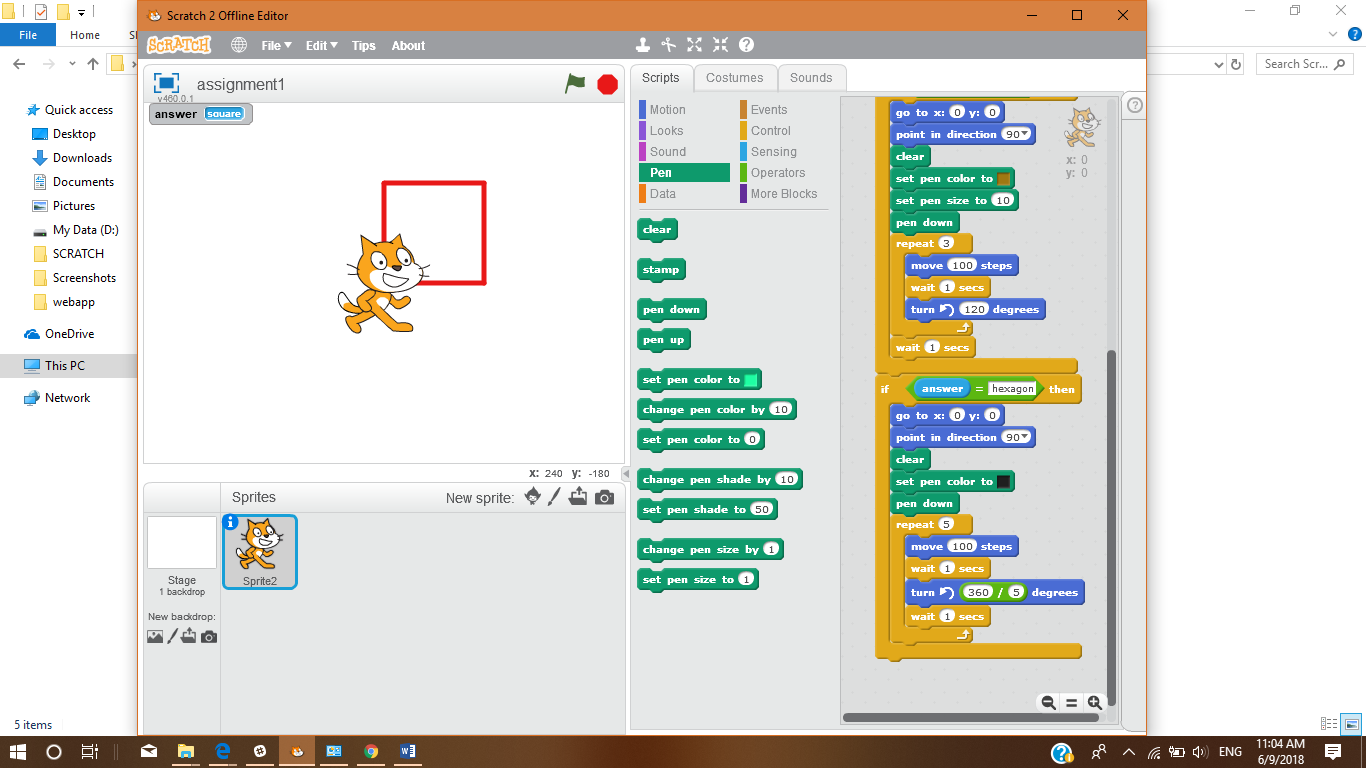 Scratch 2 Offline Editor
File Home Sh
SCRATCH File Edit Tips About
Search Scr...
assignment1
v460.0.1
answer square
x: 240 y: -180
Sprites New sprite:
Stage
1 backdrop
New backdrop:
Sprite2
Quick access
Desktop
Downloads
Documents
Pictures
My Data (D:)
SCRATCH
Screenshots
webapp
OneDrive
This PC
Network
5 items
Scripts Costumes Sounds
Motion Events
Looks Control
Sound Sensing
Pen Operators
Data More Blocks
clear
stamp
pen down
pen up
set pen color to
change pen color by 10
set pen color to 0
change pen shade by 10
set pen shade to 50
change pen size by 1
set pen size to 1
go to x: 0 y: 0
point in direction 90
clear
set pen color to
set pen size to 10
pen down
repeat 3
move 100 steps
wait 1 secs
turn 120 degrees
wait 1 secs
if answer = hexagon then
go to x: 0 y: 0
point in direction 90
clear
set pen color to
pen down
repeat 5
move 100 steps
wait 1 secs
turn 360 / 5 degrees
wait 1 secs
x: 0
y: 0
ENG
11:04 AM
6/9/2018